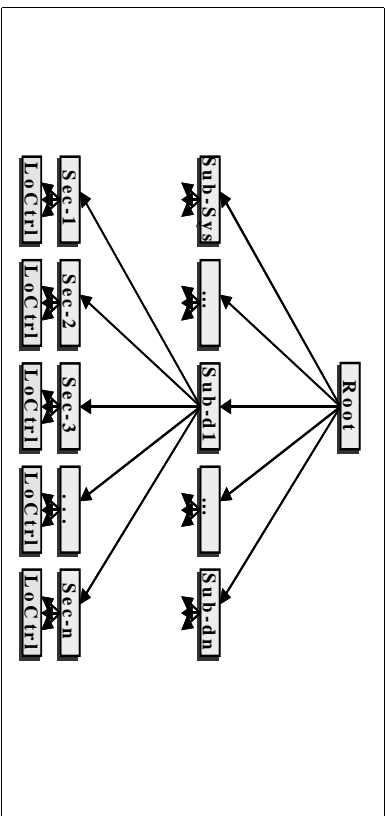 Root
Sub-Sys
...
Sub-d1
...
Sub-dn
Sec-1
Sec-2
Sec-3
. . .
Sec-n
LoCtrl
LoCtrl
LoCtrl
LoCtrl
LoCtrl